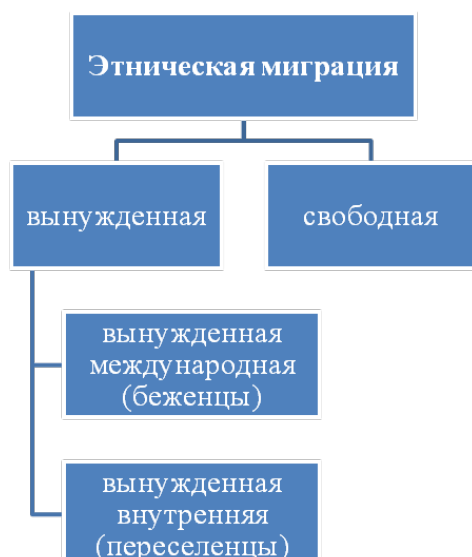 Этническая миграция
вынужденная
свободная
вынужденная
международная
(беженцы)
вынужденная
внутренняя
(переселенцы)